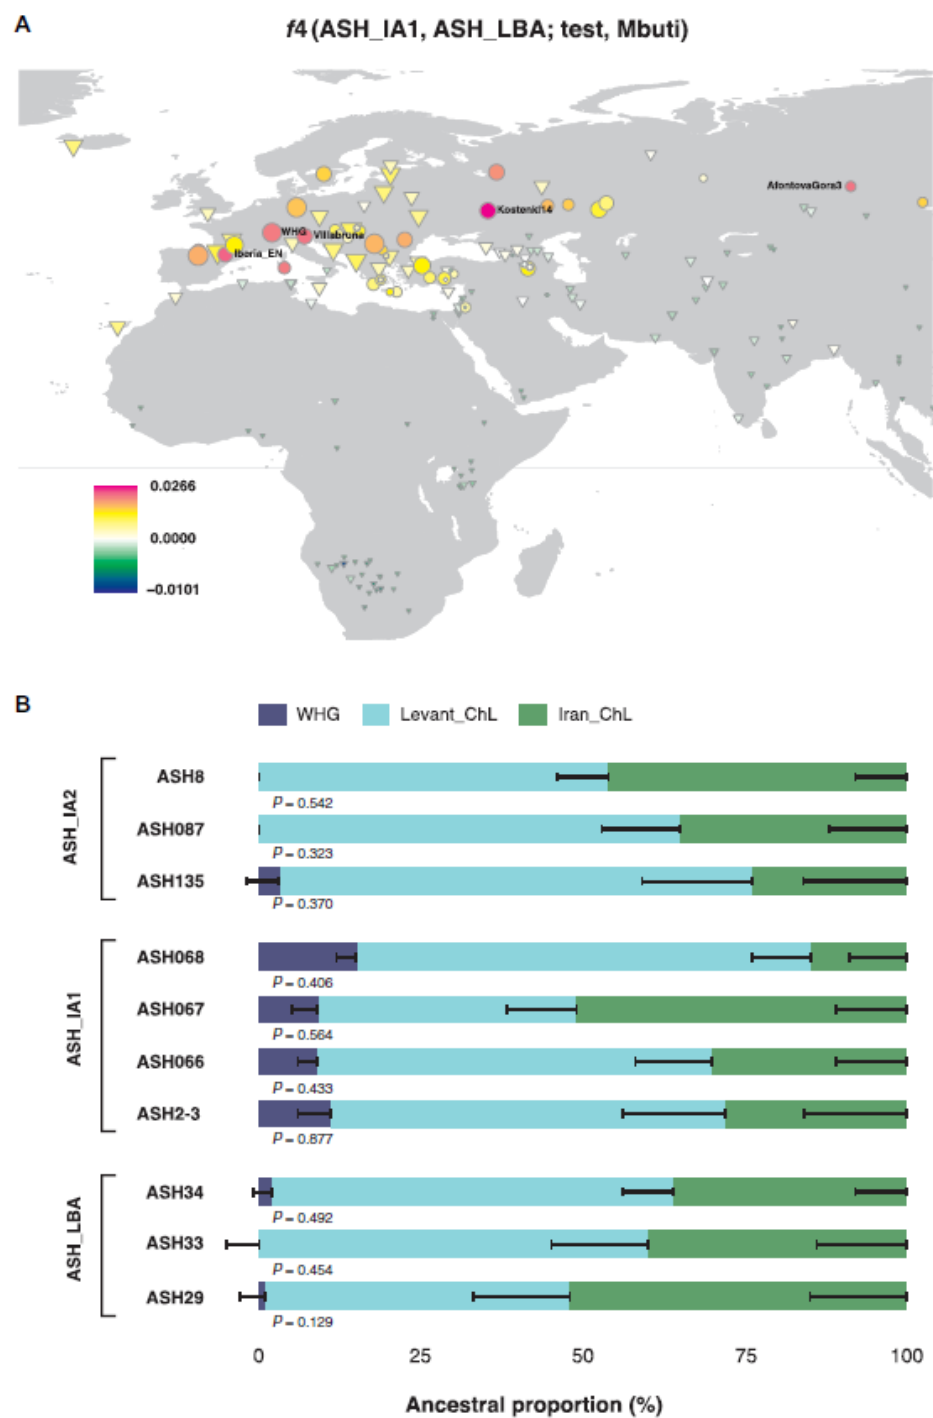 A
f4 (ASH_IA1, ASH_LBA; test, Mbuti)
AfontovaGora3
Kostenki14
WHG
Villabruna
Iberia_EN
0.0266
0.0000
−0.0101
B
WHG Levant_ChL Iran_ChL
ASH_IA2
ASH8
P = 0.542
ASH087
P = 0.323
ASH135
P = 0.370
ASH_IA1
ASH068
P = 0.406
ASH067
P = 0.564
ASH066
P = 0.433
ASH2-3
P = 0.877
ASH_LBA
ASH34
P = 0.492
ASH33
P = 0.454
ASH29
P = 0.129
0 25 50 75 100
Ancestral proportion (%)